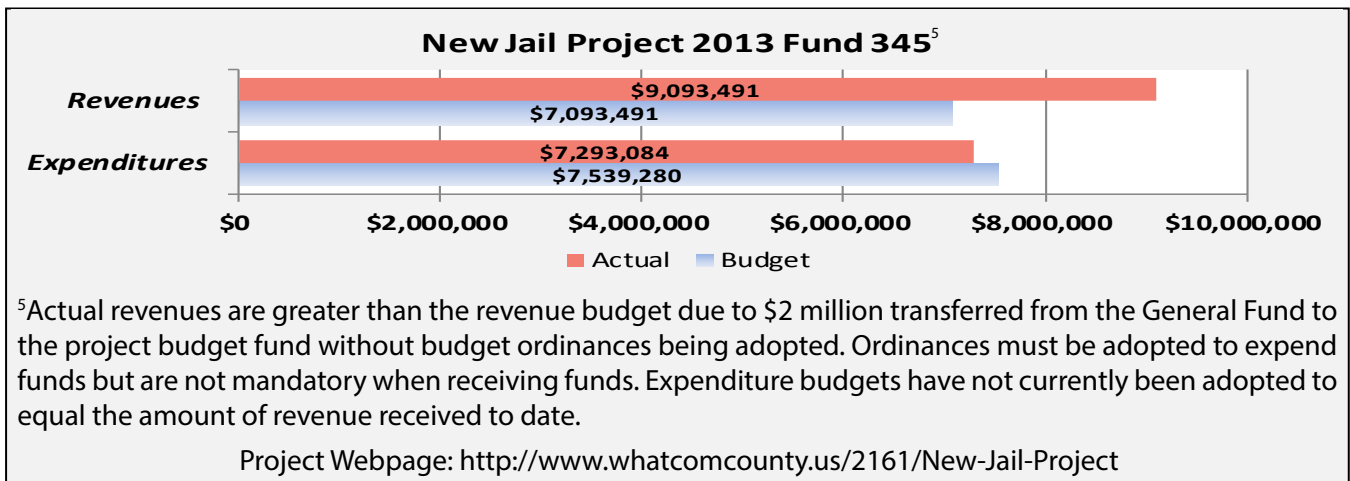 New Jail Project 2013 Fund 345⁵
Revenues
$9,093,491
$7,093,491
Expenditures
$7,293,084
$7,539,280
$0 $2,000,000 $4,000,000 $6,000,000 $8,000,000 $10,000,000
Actual Budget
⁵Actual revenues are greater than the revenue budget due to $2 million transferred from the General Fund to
the project budget fund without budget ordinances being adopted. Ordinances must be adopted to expend
funds but are not mandatory when receiving funds. Expenditure budgets have not currently been adopted to
equal the amount of revenue received to date.
Project Webpage: http://www.whatcomcounty.us/2161/New-Jail-Project